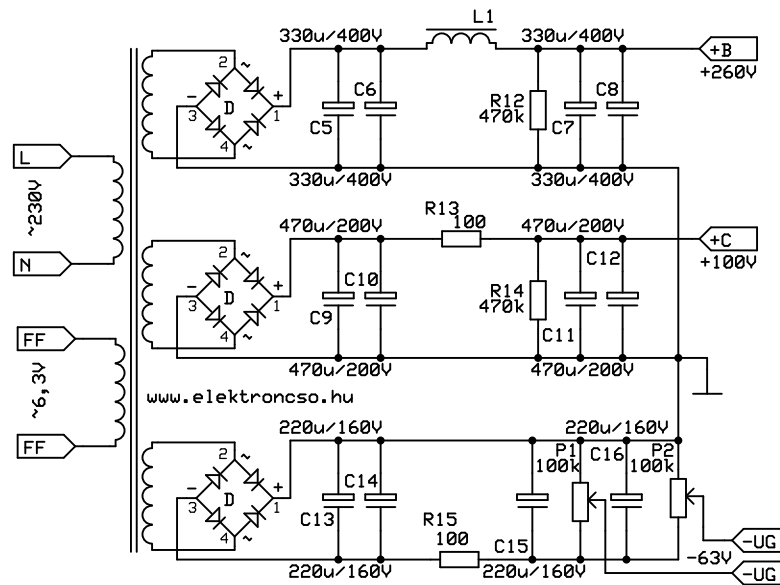 L1
330u/400V 330u/400V
+B
+260V
2 ~
- +
3 D 1
4 ~
C6
C5
R12
470k
C8
C7
330u/400V 330u/400V
L
~230V
N
R13
100
470u/200V 470u/200V
+C
+100V
2 ~
- +
3 D 1
4 ~
C10
C9
R14
470k
C12
C11
470u/200V 470u/200V
FF
~6,3V
FF
www.elektroncso.hu
220u/160V 220u/160V
2 ~
- +
3 D 1
4 ~
C14
C13
R15
100
P1
100k
C16
P2
100k
C15
220u/160V 220u/160V
-63V
-UG
-UG